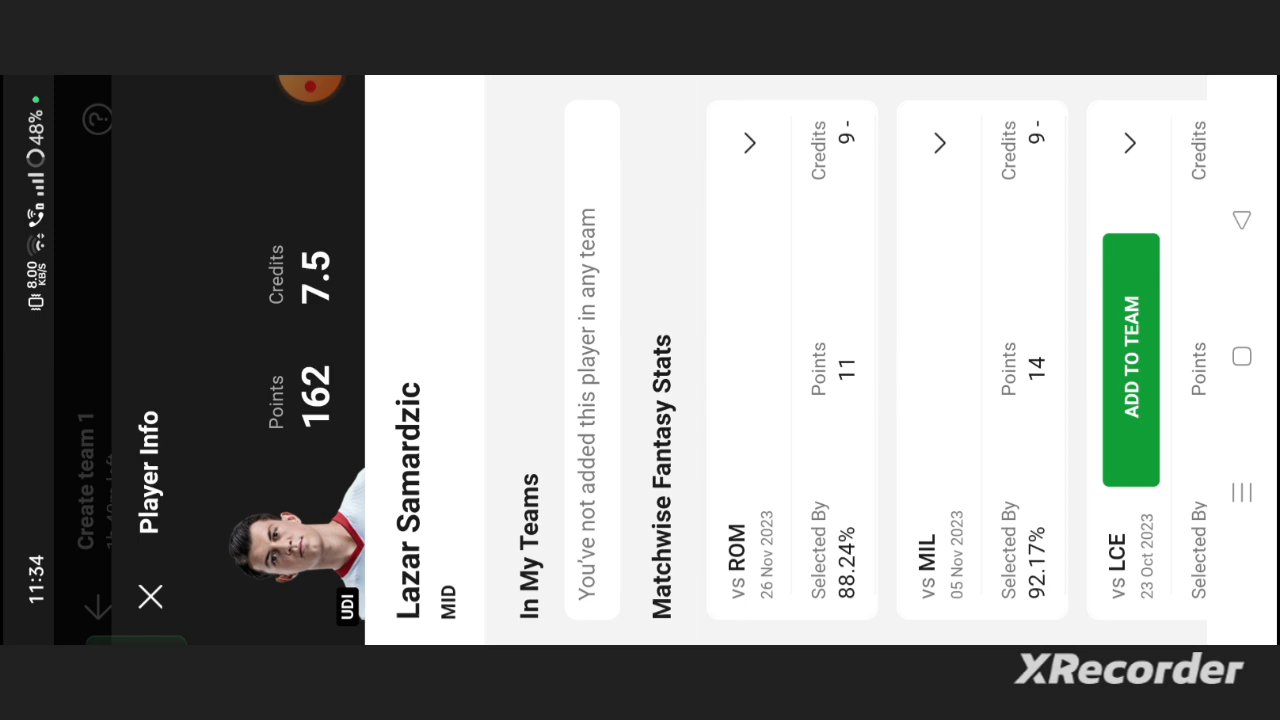 11:34
8.00
KB/S
48%
Create team 1
Player Info
UDI
Points
Credits
162
7.5
Lazar Samardzic
MID
In My Teams
You've not added this player in any team
Matchwise Fantasy Stats
vs ROM
26 Nov 2023
Selected By
Points
Credits
88.24%
11
9 -
vs MIL
05 Nov 2023
Selected By
Points
Credits
92.17%
14
9 -
vs LCE
23 Oct 2023
ADD TO TEAM
Selected By
Points
Credits
XRecorder